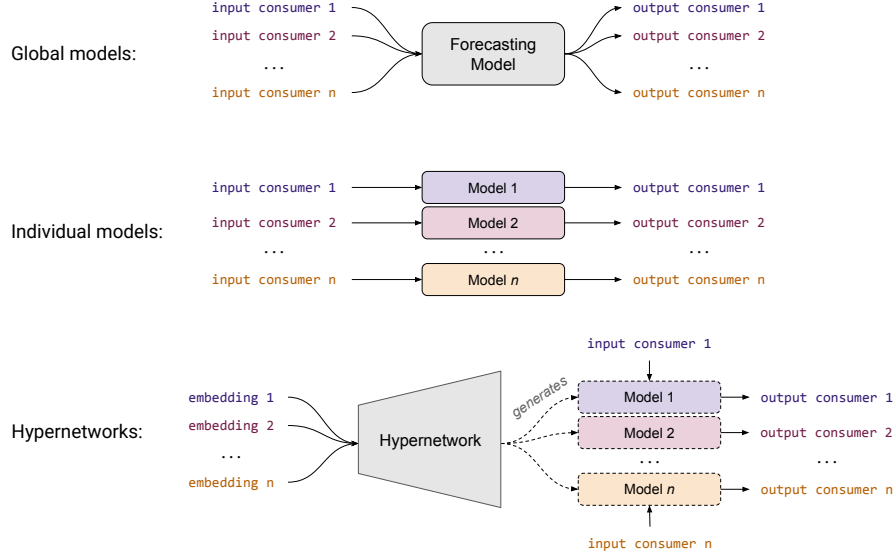 input consumer 1
output consumer 1
input consumer 2
output consumer 2
Global models:
Forecasting
Model
...
...
input consumer n
output consumer n
input consumer 1
Model 1
output consumer 1
input consumer 2
Model 2
output consumer 2
Individual models:
...
...
...
input consumer n
Model n
output consumer n
input consumer 1
generates
embedding 1
Model 1
output consumer 1
embedding 2
Model 2
output consumer 2
Hypernetworks:
Hypernetwork
...
...
...
embedding n
Model n
output consumer n
input consumer n